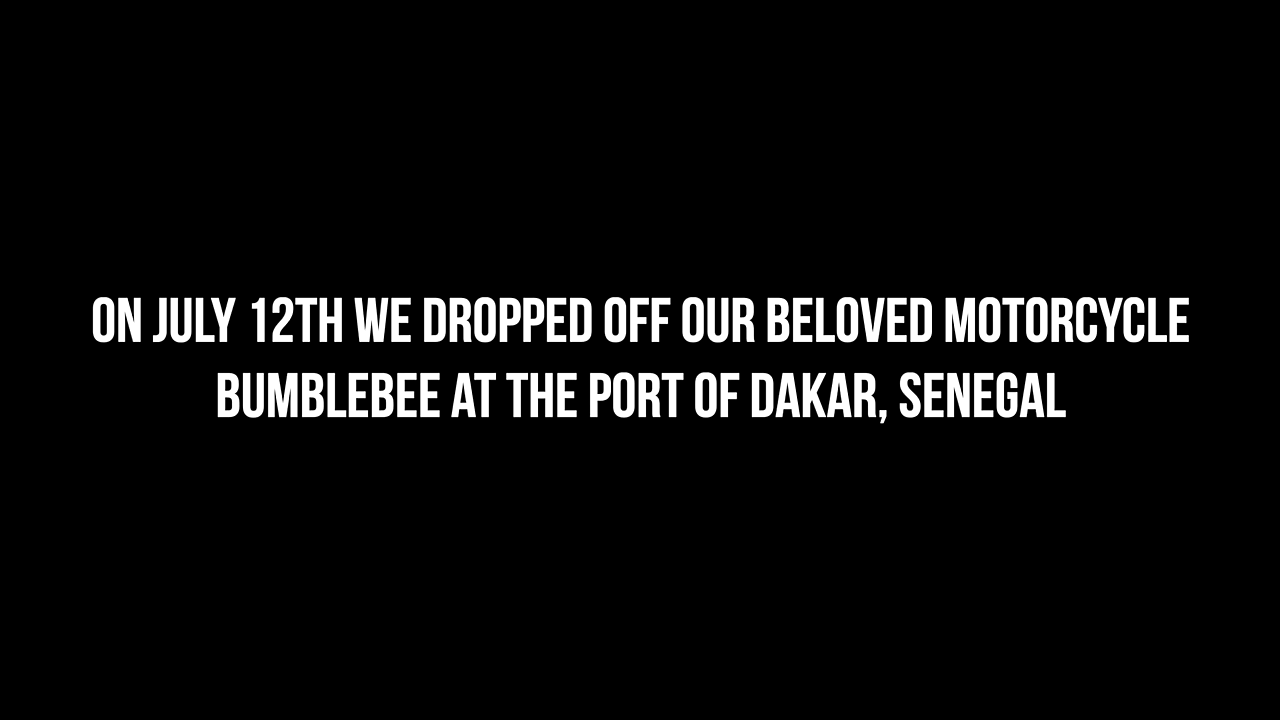 ON JULY 12TH WE DROPPED OFF OUR BELOVED MOTORCYCLE
BUMBLEBEE AT THE PORT OF DAKAR, SENEGAL